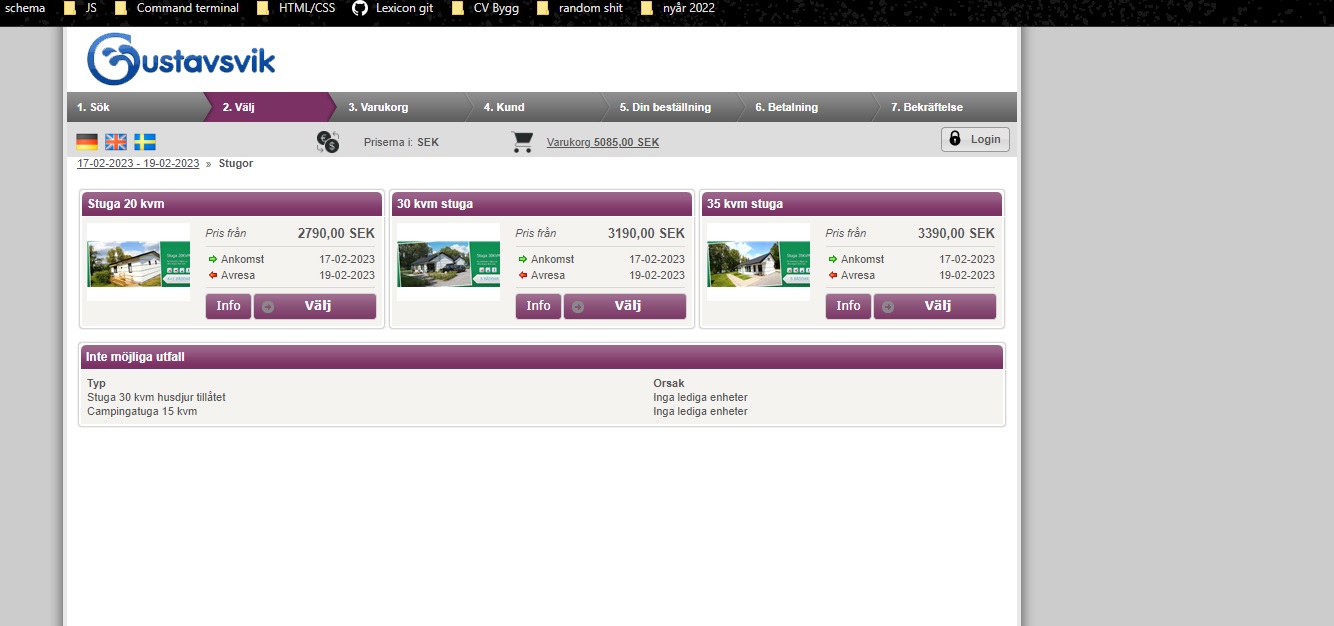 schema JS Command terminal HTML/CSS Lexicon git CV Bygg random shit nyår 2022
Gustavsvik
1. Sök 2. Välj 3. Varukorg 4. Kund 5. Din beställning 6. Betalning 7. Bekräftelse
Priserna i: SEK Varukorg 5085,00 SEK Login
17-02-2023 - 19-02-2023 » Stugor
Stuga 20 kvm
Pris från 2790,00 SEK
Ankomst 17-02-2023
Avresa 19-02-2023
Info Välj
30 kvm stuga
Pris från 3190,00 SEK
Ankomst 17-02-2023
Avresa 19-02-2023
Info Välj
35 kvm stuga
Pris från 3390,00 SEK
Ankomst 17-02-2023
Avresa 19-02-2023
Info Välj
Inte möjliga utfall
Typ Orsak
Stuga 30 kvm husdjur tillåtet Inga lediga enheter
Campingatuga 15 kvm Inga lediga enheter